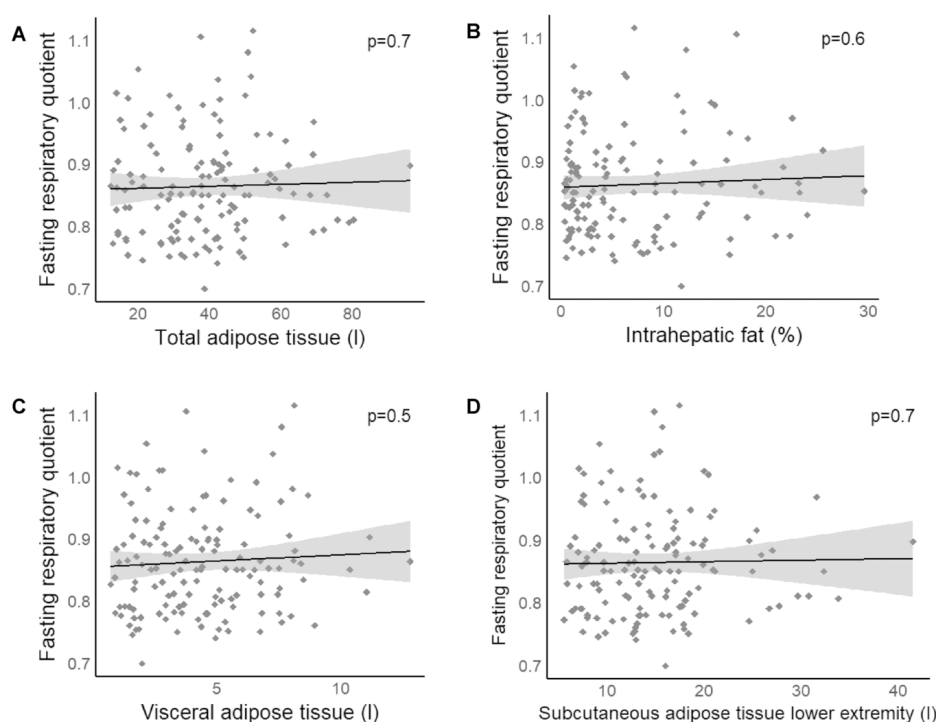 A
p=0.7
Fasting respiratory quotient
1.1
1.0
0.9
0.8
0.7
20 40 60 80
Total adipose tissue (l)
B
p=0.6
Fasting respiratory quotient
1.1
1.0
0.9
0.8
0.7
0 10 20 30
Intrahepatic fat (%)
C
p=0.5
Fasting respiratory quotient
1.1
1.0
0.9
0.8
0.7
5 10
Visceral adipose tissue (l)
D
p=0.7
Fasting respiratory quotient
1.1
1.0
0.9
0.8
0.7
10 20 30 40
Subcutaneous adipose tissue lower extremity (l)